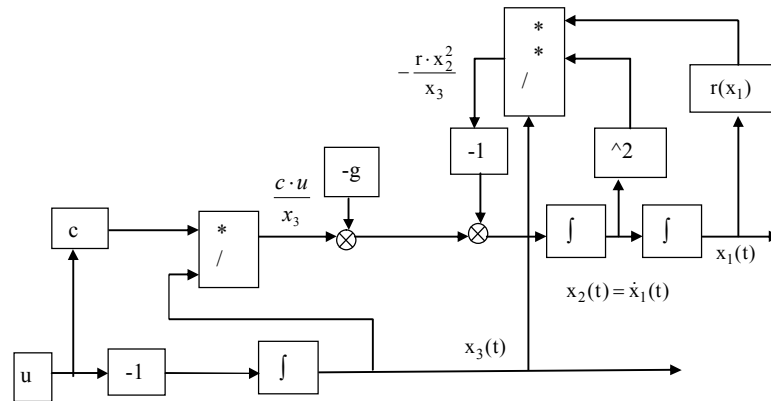 *
*
/
- r · x₂² / x₃
r(x₁)
-1
^2
-g
c · u / x₃
c
*
/
∫
∫
x₁(t)
x₂(t) = ẋ₁(t)
x₃(t)
u
-1
∫